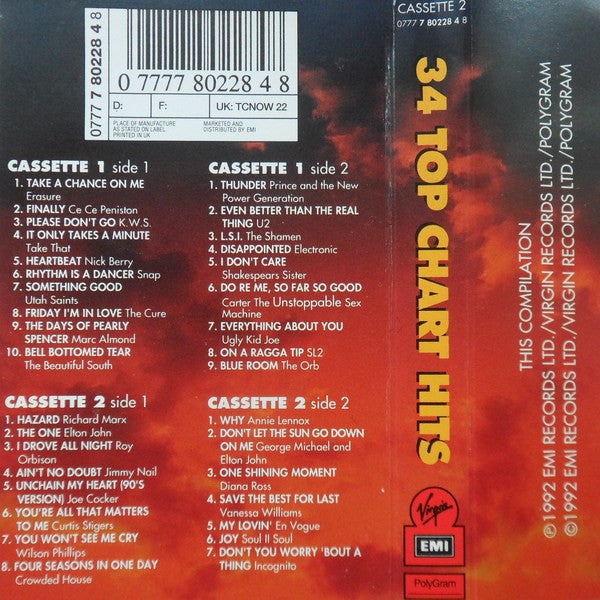 0777 7 80228 4 8
0 7777 80228 4 8
D: F: UK: TCNOW 22
PLACE OF MANUFACTURE
AS STATED ON LABEL
PRINTED IN UK
MARKETED AND
DISTRIBUTED BY EMI
CASSETTE 1 side 1
1. TAKE A CHANCE ON ME
Erasure
2. FINALLY Ce Ce Peniston
3. PLEASE DON'T GO K.W.S.
4. IT ONLY TAKES A MINUTE
Take That
5. HEARTBEAT Nick Berry
6. RHYTHM IS A DANCER Snap
7. SOMETHING GOOD
Utah Saints
8. FRIDAY I'M IN LOVE The Cure
9. THE DAYS OF PEARLY
SPENCER Marc Almond
10. BELL BOTTOMED TEAR
The Beautiful South
CASSETTE 1 side 2
1. THUNDER Prince and the New
Power Generation
2. EVEN BETTER THAN THE REAL
THING U2
3. L.S.I. The Shamen
4. DISAPPOINTED Electronic
5. I DON'T CARE
Shakespears Sister
6. DO RE ME, SO FAR SO GOOD
Carter The Unstoppable Sex
Machine
7. EVERYTHING ABOUT YOU
Ugly Kid Joe
8. ON A RAGGA TIP SL2
9. BLUE ROOM The Orb
CASSETTE 2 side 1
1. HAZARD Richard Marx
2. THE ONE Elton John
3. I DROVE ALL NIGHT Roy
Orbison
4. AIN'T NO DOUBT Jimmy Nail
5. UNCHAIN MY HEART (90'S
VERSION) Joe Cocker
6. YOU'RE ALL THAT MATTERS
TO ME Curtis Stigers
7. YOU WON'T SEE ME CRY
Wilson Phillips
8. FOUR SEASONS IN ONE DAY
Crowded House
CASSETTE 2 side 2
1. WHY Annie Lennox
2. DON'T LET THE SUN GO DOWN
ON ME George Michael and
Elton John
3. ONE SHINING MOMENT
Diana Ross
4. SAVE THE BEST FOR LAST
Vanessa Williams
5. MY LOVIN' En Vogue
6. JOY Soul II Soul
7. DON'T YOU WORRY 'BOUT A
THING Incognito
CASSETTE 2
0777 7 80228 4 8
34 TOP CHART HITS
Virgin
EMI
PolyGram
THIS COMPILATION
℗1992 EMI RECORDS LTD./VIRGIN RECORDS LTD./POLYGRAM
©1992 EMI RECORDS LTD./VIRGIN RECORDS LTD./POLYGRAM